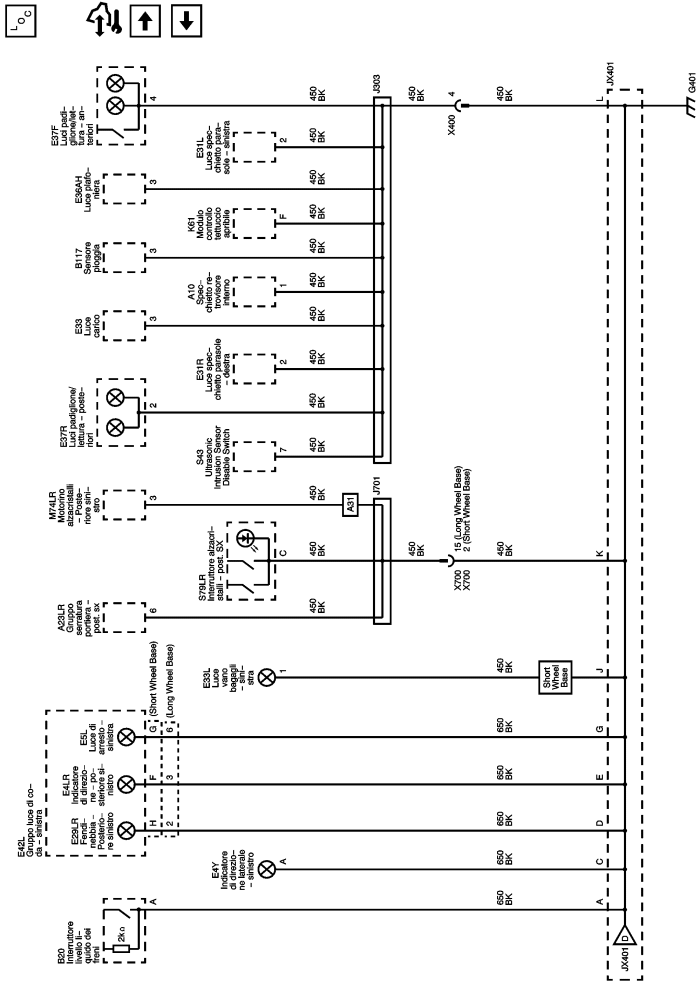 LOC
E37F
Luci padi–
glione/let–
tura – an–
teriori
4
450
BK
J303
450
BK
4
X400
JX401
L
G401
E31L
Luce spec–
chietto para–
sole – sinistra
2
450
BK
E36AH
Luce plafo–
niera
3
450
BK
K61
Modulo
controllo
tettuccio
apribile
F
450
BK
B117
Sensore
pioggia
3
450
BK
A10
Spec–
chietto re–
trovisore
interno
1
450
BK
E33
Luce
carico
3
450
BK
E31R
Luce spec–
chietto parasole
– destra
2
450
BK
E37R
Luci padiglione/
lettura – poste–
riori
2
450
BK
S43
Ultrasonic
Intrusion Sensor
Disable Switch
7
450
BK
M74LR
Motorino
alzacristalli
– Poste–
riore sini–
stro
3
450
BK
A31
J701
S79LR
Interruttore alzacri–
stalli – post. SX
C
450
BK
450
BK
15 (Long Wheel Base)
2 (Short Wheel Base)
X700
X700
450
BK
K
A23LR
Gruppo
serratura
portiera –
post. sx
6
450
BK
E33L
Luce
vano
bagagli
– sini–
stra
1
450
BK
Short
Wheel
Base
J
E42L
Gruppo luce di co–
da – sinistra
(Short Wheel Base)
(Long Wheel Base)
E5L
Luce di
arresto –
sinistra
G
6
650
BK
G
E4LR
Indicatore
di direzio–
ne – po–
steriore si–
nistro
F
3
650
BK
E
E29LR
Fendi–
nebbia –
Posterio–
re sinistro
H
2
650
BK
D
E4Y
Indicatore
di direzio–
ne laterale
– sinistro
A
650
BK
C
B20
Interruttore
livello li–
quido dei
freni
2kΩ
A
650
BK
A
JX401
D